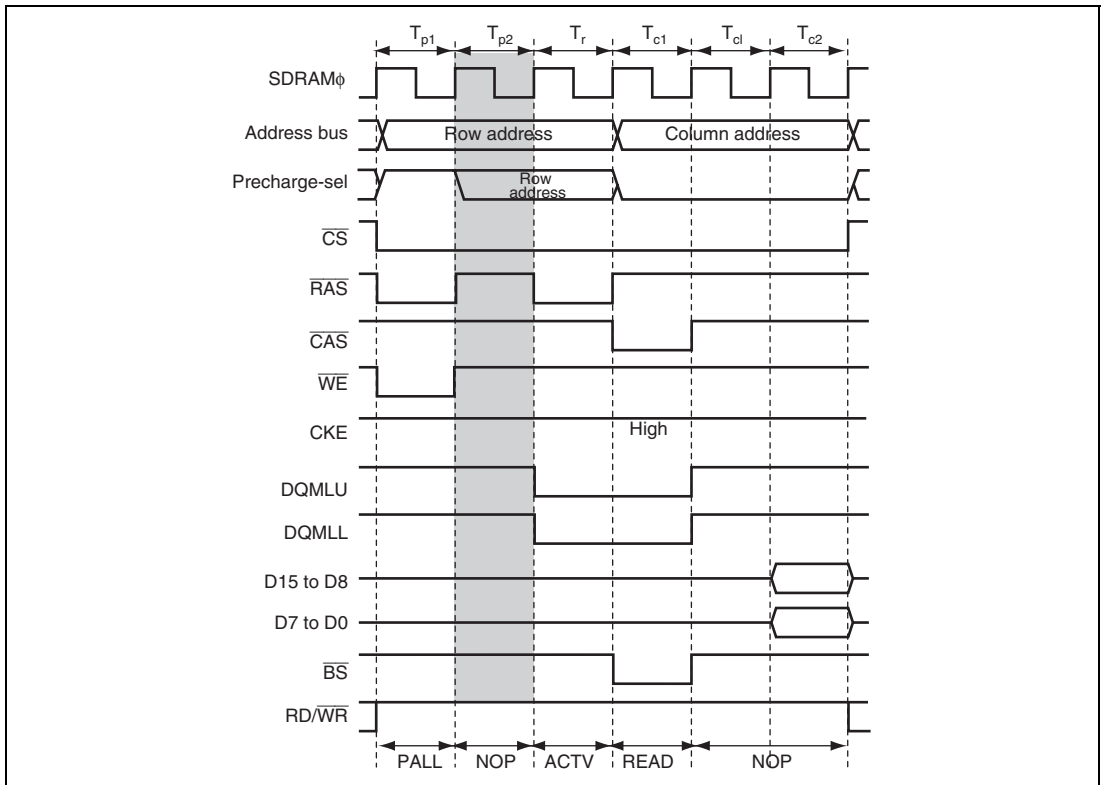 Tp1 Tp2 Tr Tc1 Tcl Tc2
SDRAMϕ
Address bus Row address Column address
Precharge-sel Row address
CS
RAS
CAS
WE
CKE High
DQMLU
DQMLL
D15 to D8
D7 to D0
BS
RD/WR
PALL NOP ACTV READ NOP